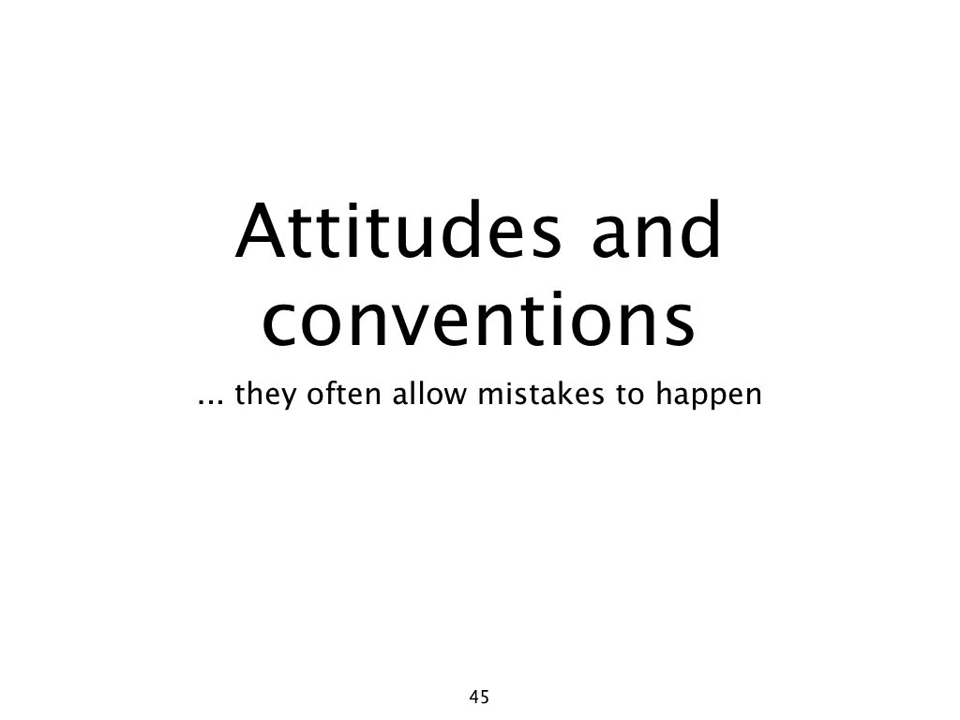 Attitudes and
conventions
... they often allow mistakes to happen
45